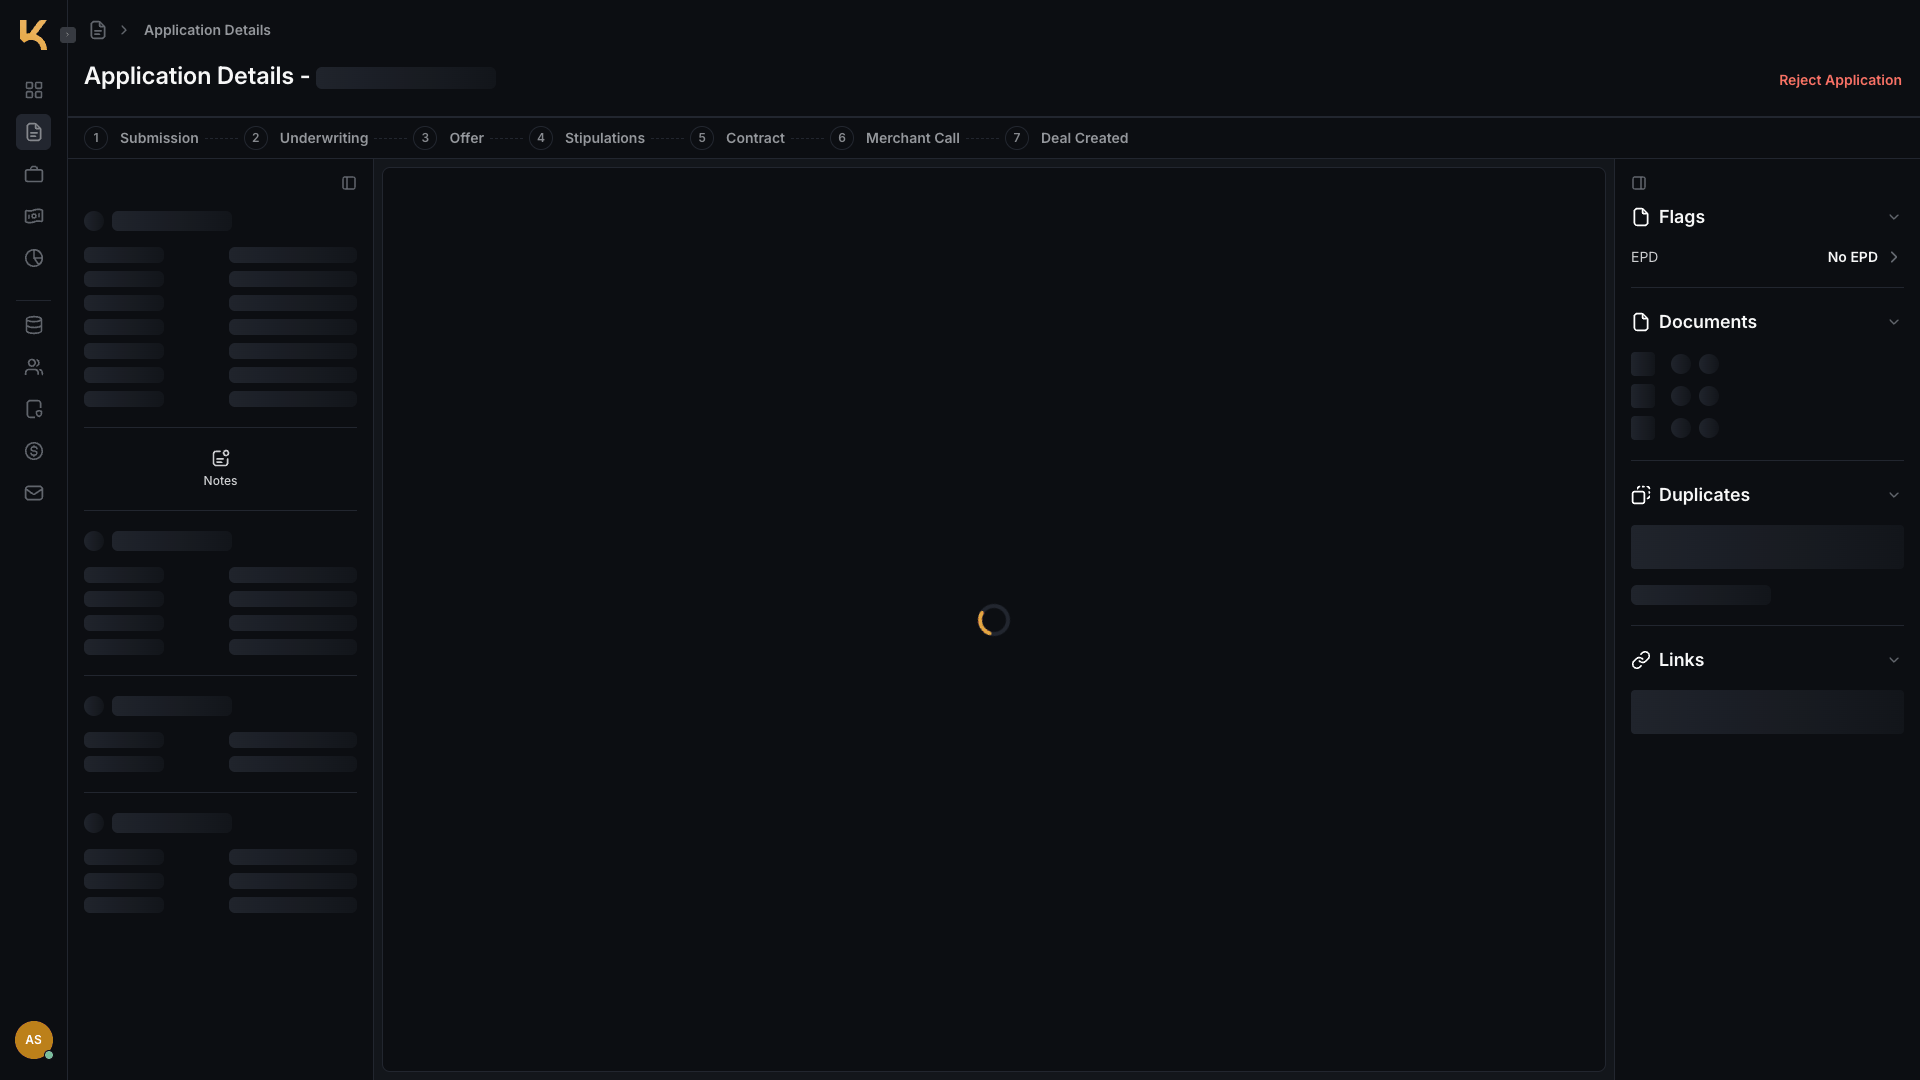 Application Details
Application Details -
Reject Application
1 Submission 2 Underwriting 3 Offer 4 Stipulations 5 Contract 6 Merchant Call 7 Deal Created
Notes
Flags
EPD No EPD
Documents
Duplicates
Links
AS